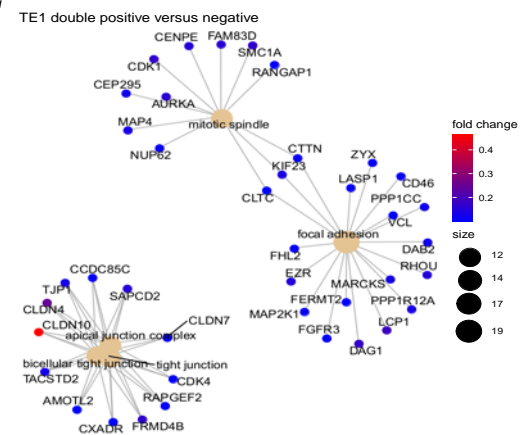 TE1 double positive versus negative
CENPE
FAM83D
SMC1A
CDK1
RANGAP1
CEP295
AURKA
MAP4
mitotic spindle
NUP62
fold change
0.4
0.3
0.2
CTTN
ZYX
KIF23
LASP1
CD46
CLTC
PPP1CC
VCL
size
12
14
17
19
focal adhesion
DAB2
FHL2
RHOU
EZR
MARCKS
FERMT2
PPP1R12A
MAP2K1
LCP1
FGFR3
DAG1
CCDC85C
TJP1
SAPCD2
CLDN4
CLDN10
CLDN7
apical junction complex
bicellular tight junction
tight junction
TACSTD2
CDK4
AMOTL2
RAPGEF2
CXADR
FRMD4B